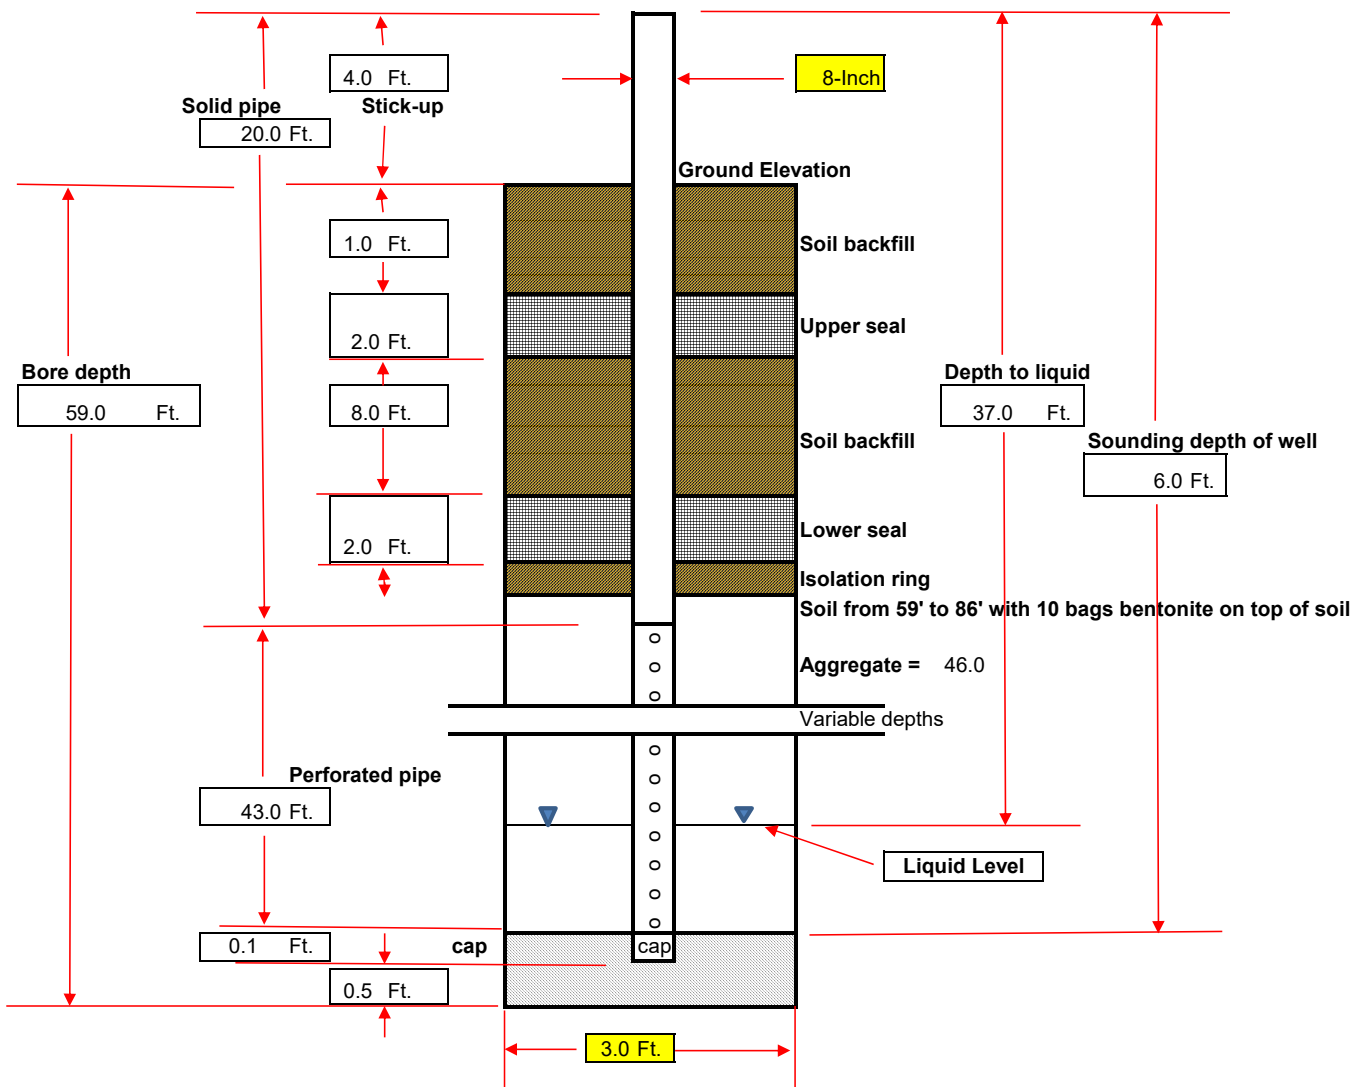 4.0 Ft.
8-Inch
Solid pipe
Stick-up
20.0 Ft.
Ground Elevation
1.0 Ft.
Soil backfill
2.0 Ft.
Upper seal
Bore depth
59.0 Ft.
8.0 Ft.
Depth to liquid
37.0 Ft.
Soil backfill
Sounding depth of well
6.0 Ft.
Lower seal
2.0 Ft.
Isolation ring
Soil from 59' to 86' with 10 bags bentonite on top of soil
Aggregate = 46.0
Variable depths
Perforated pipe
43.0 Ft.
Liquid Level
0.1 Ft.
cap
cap
0.5 Ft.
3.0 Ft.